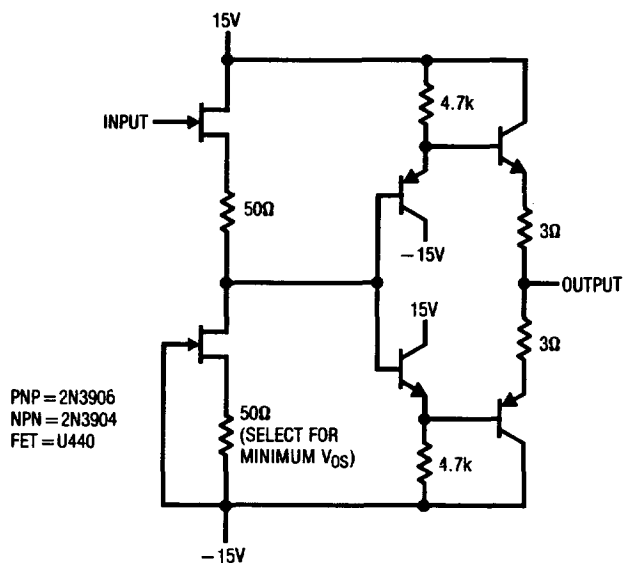 15V
4.7k
INPUT
50Ω
3Ω
−15V
OUTPUT
15V
3Ω
PNP = 2N3906
NPN = 2N3904
FET = U440
50Ω
(SELECT FOR
MINIMUM VOS)
4.7k
−15V